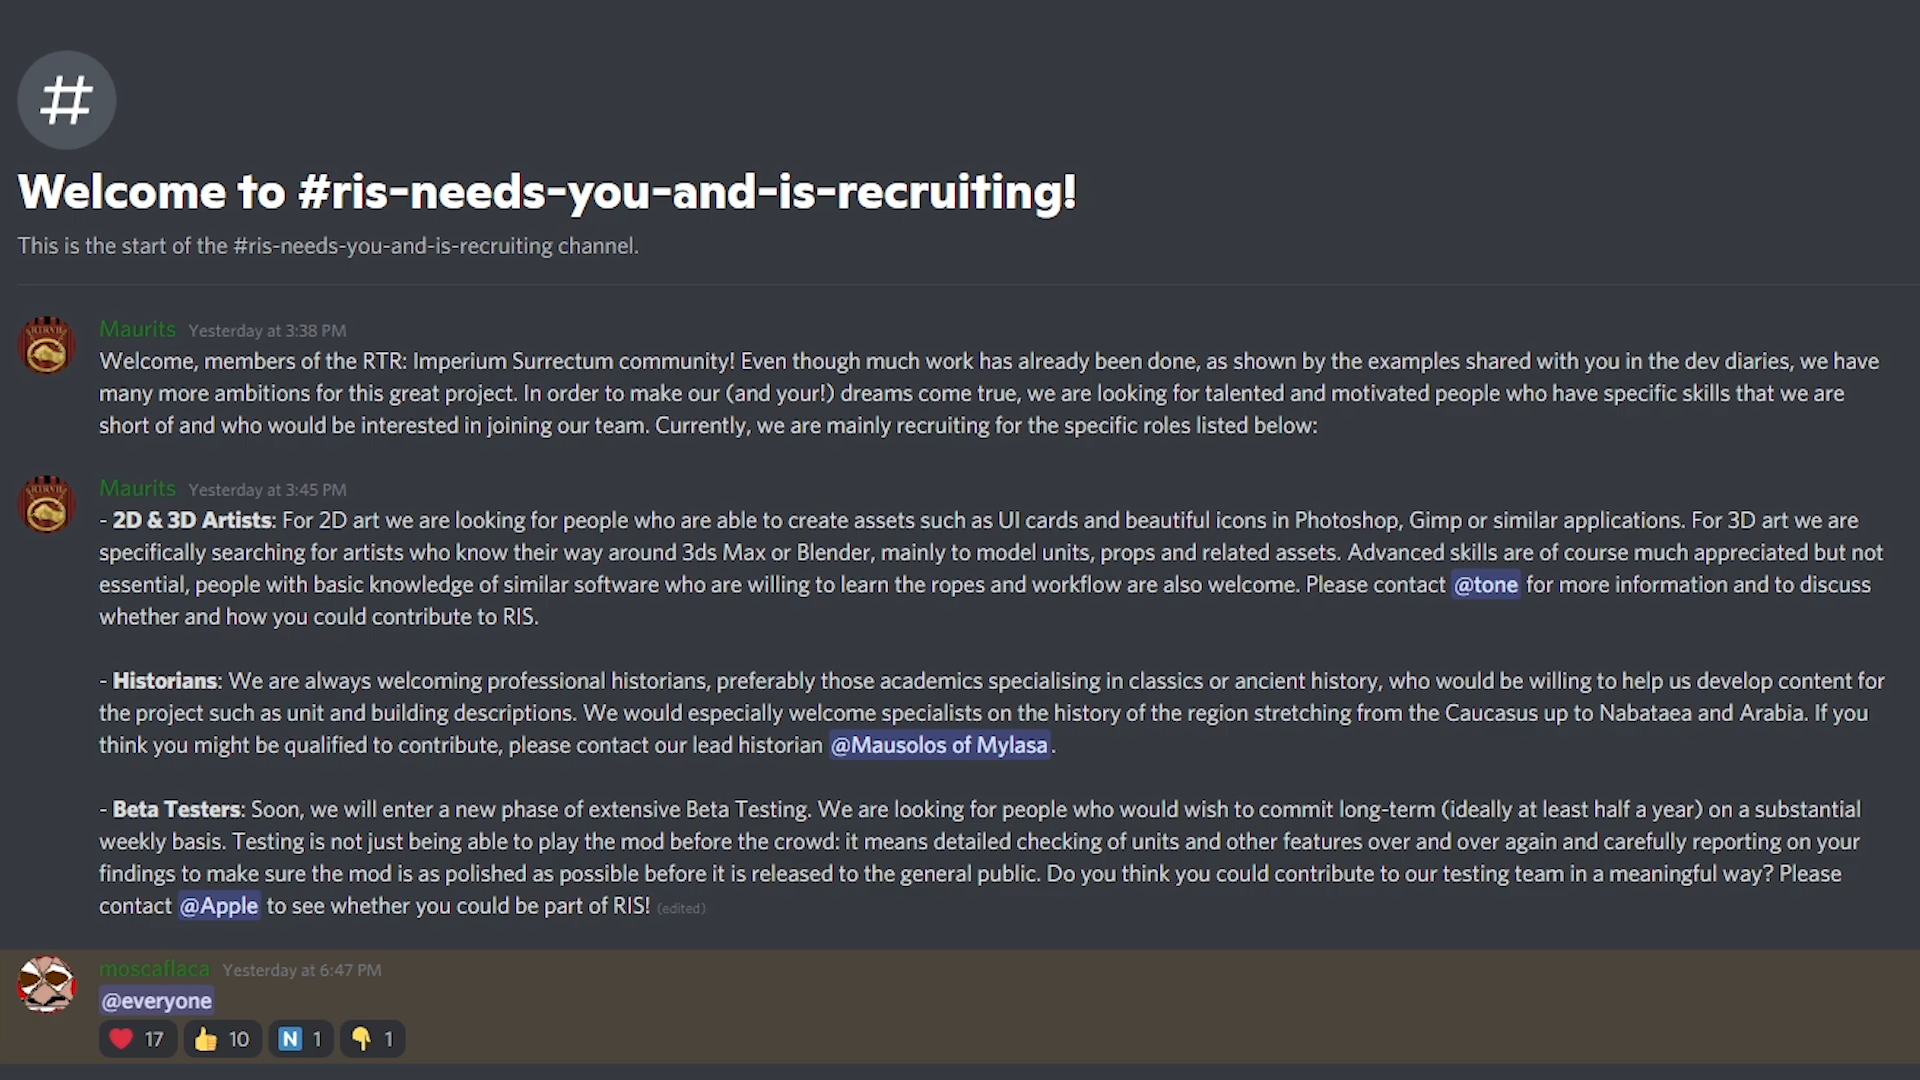 #
Welcome to #ris-needs-you-and-is-recruiting!
This is the start of the #ris-needs-you-and-is-recruiting channel.
Maurits Yesterday at 3:38 PM
Welcome, members of the RTR: Imperium Surrectum community! Even though much work has already been done, as shown by the examples shared with you in the dev diaries, we have
many more ambitions for this great project. In order to make our (and your!) dreams come true, we are looking for talented and motivated people who have specific skills that we are
short of and who would be interested in joining our team. Currently, we are mainly recruiting for the specific roles listed below:
Maurits Yesterday at 3:45 PM
- 2D & 3D Artists: For 2D art we are looking for people who are able to create assets such as UI cards and beautiful icons in Photoshop, Gimp or similar applications. For 3D art we are
specifically searching for artists who know their way around 3ds Max or Blender, mainly to model units, props and related assets. Advanced skills are of course much appreciated but not
essential, people with basic knowledge of similar software who are willing to learn the ropes and workflow are also welcome. Please contact @tone for more information and to discuss
whether and how you could contribute to RIS.
- Historians: We are always welcoming professional historians, preferably those academics specialising in classics or ancient history, who would be willing to help us develop content for
the project such as unit and building descriptions. We would especially welcome specialists on the history of the region stretching from the Caucasus up to Nabataea and Arabia. If you
think you might be qualified to contribute, please contact our lead historian @Mausolos of Mylasa.
- Beta Testers: Soon, we will enter a new phase of extensive Beta Testing. We are looking for people who would wish to commit long-term (ideally at least half a year) on a substantial
weekly basis. Testing is not just being able to play the mod before the crowd: it means detailed checking of units and other features over and over again and carefully reporting on your
findings to make sure the mod is as polished as possible before it is released to the general public. Do you think you could contribute to our testing team in a meaningful way? Please
contact @Apple to see whether you could be part of RIS! (edited)
moscaflaca Yesterday at 6:47 PM
@everyone
17 10 N 1 1